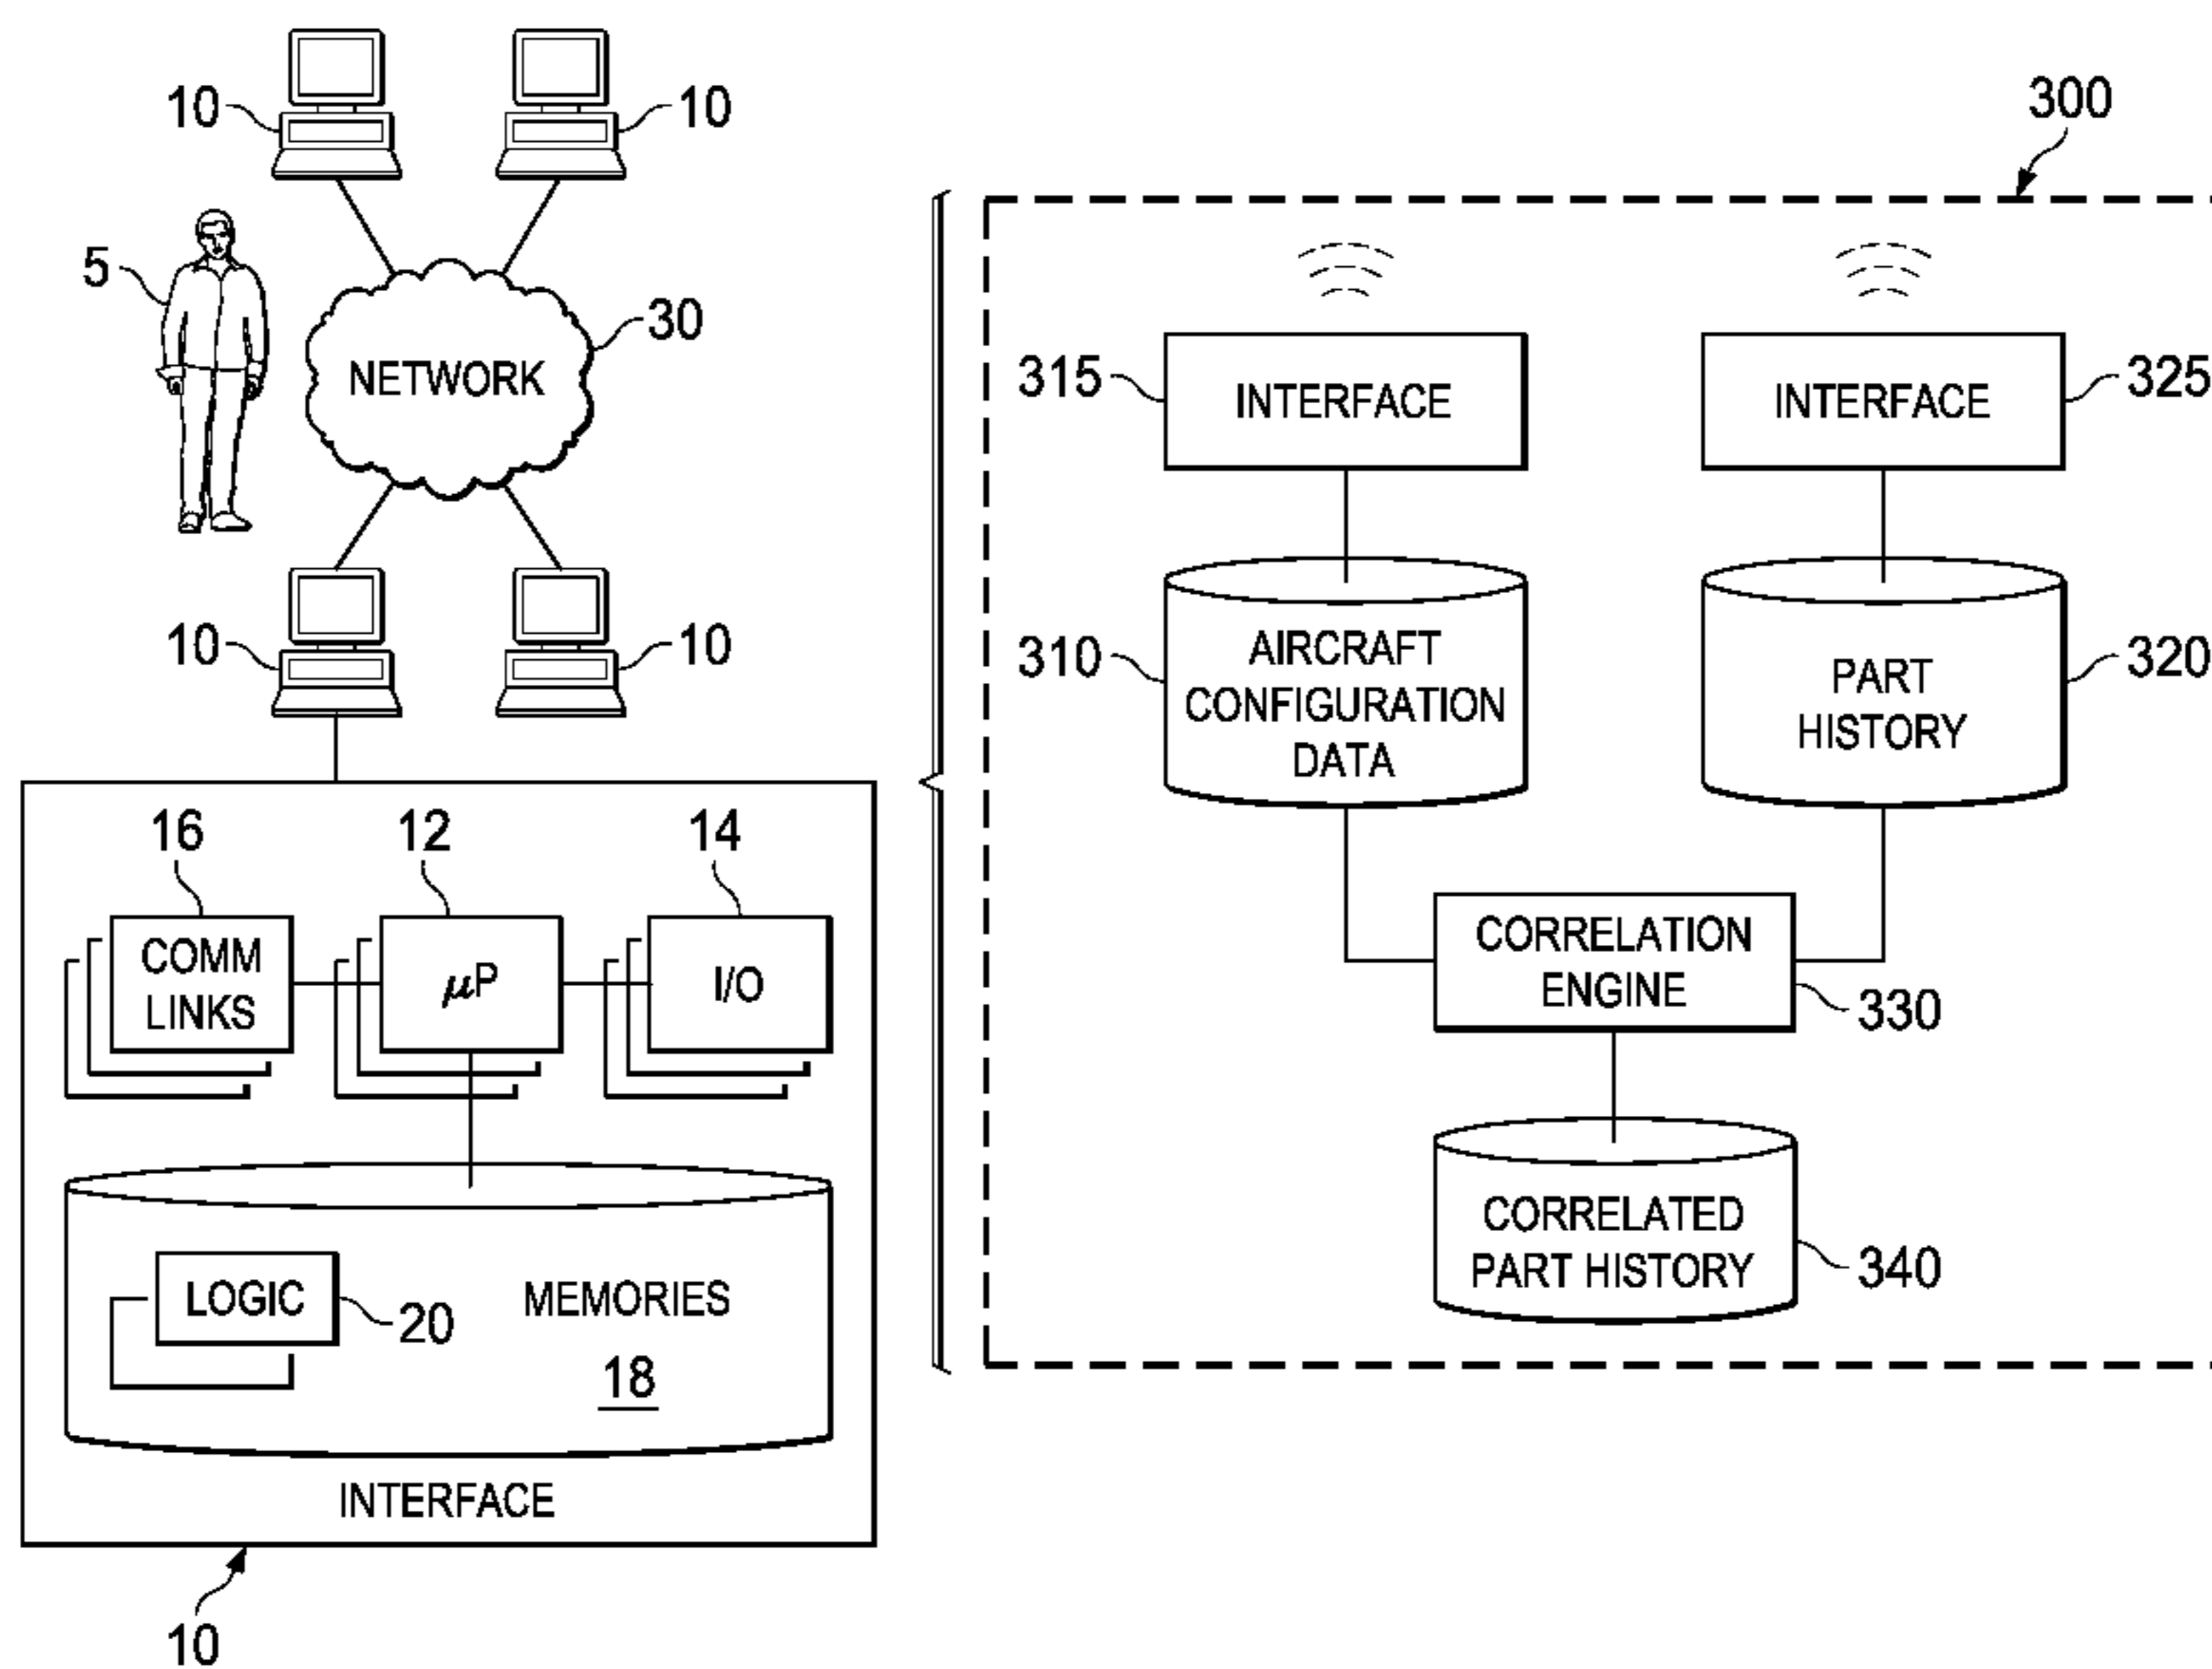 10
10
300
5
30
NETWORK
315
INTERFACE
INTERFACE
325
10
10
310
AIRCRAFT
CONFIGURATION
DATA
PART
HISTORY
320
16
12
14
COMM
LINKS
μP
I/O
CORRELATION
ENGINE
330
LOGIC
20
MEMORIES
18
CORRELATED
PART HISTORY
340
INTERFACE
10